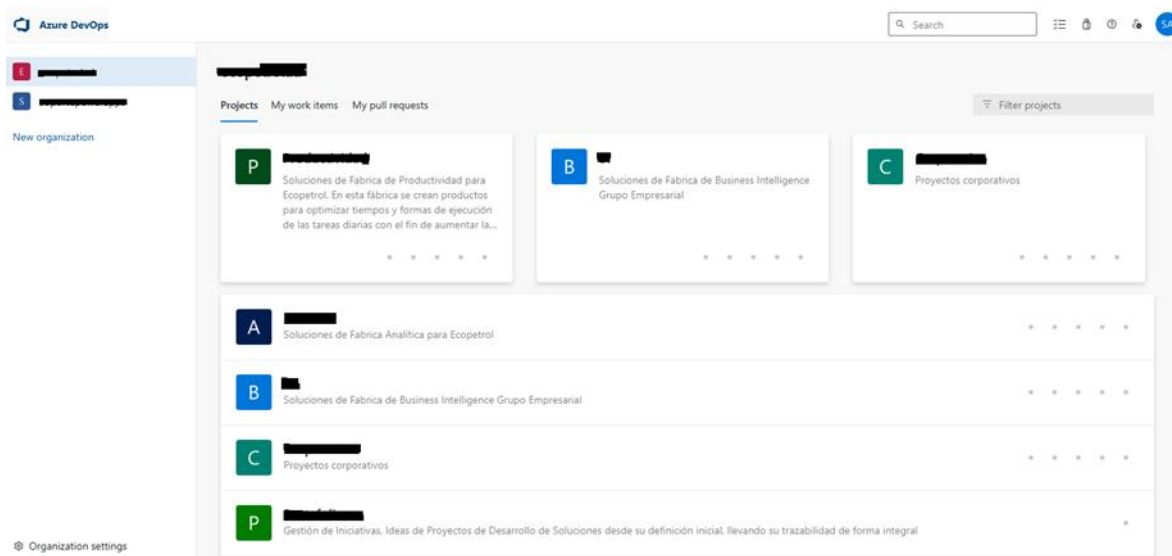 Azure DevOps
Search
SA
E
S
New organization
Projects My work items My pull requests
Filter projects
P
Soluciones de Fabrica de Productividad para
Ecopetrol. En esta fábrica se crean productos
para optimizar tiempos y formas de ejecución
de las tareas diarias con el fin de aumentar la...
B
Soluciones de Fabrica de Business Intelligence
Grupo Empresarial
C
Proyectos corporativos
A
Soluciones de Fabrica Analítica para Ecopetrol
B
Soluciones de Fabrica de Business Intelligence Grupo Empresarial
C
Proyectos corporativos
P
Gestión de Iniciativas, Ideas de Proyectos de Desarrollo de Soluciones desde su definición inicial, llevando su trazabilidad de forma integral
Organization settings